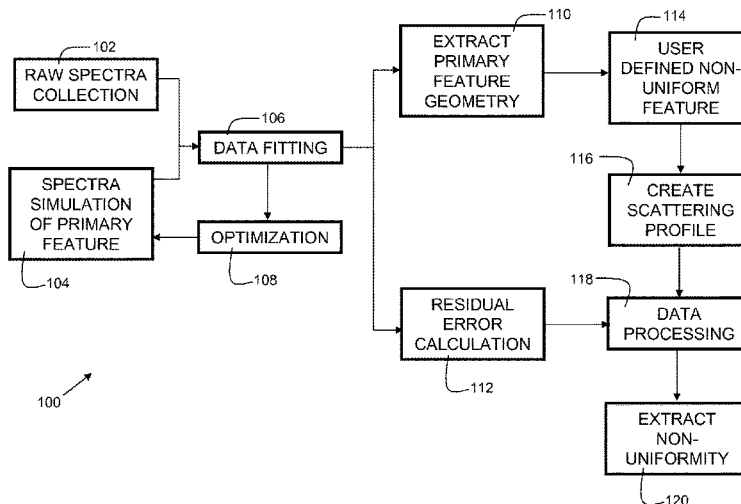 102
RAW SPECTRA
COLLECTION
SPECTRA
SIMULATION
OF PRIMARY
FEATURE
104
106
DATA FITTING
OPTIMIZATION
108
110
EXTRACT
PRIMARY
FEATURE
GEOMETRY
RESIDUAL
ERROR
CALCULATION
112
114
USER
DEFINED NON-
UNIFORM
FEATURE
116
CREATE
SCATTERING
PROFILE
118
DATA
PROCESSING
EXTRACT
NON-
UNIFORMITY
120
100